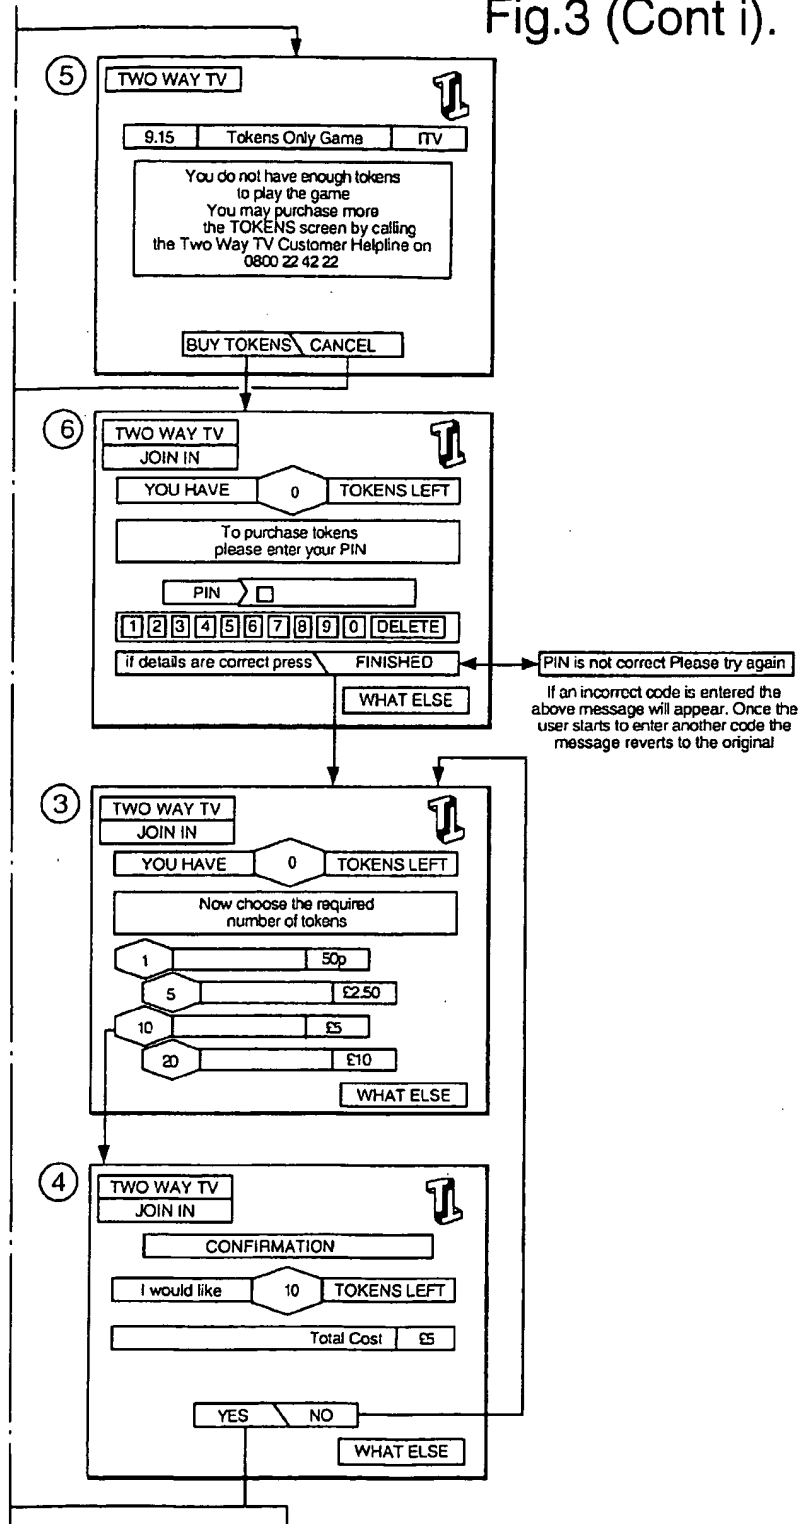 Fig.3 (Cont i).
5
TWO WAY TV
9.15 Tokens Only Game ITV
You do not have enough tokens
to play the game
You may purchase more
the TOKENS screen by calling
the Two Way TV Customer Helpline on
0800 22 42 22
BUY TOKENS CANCEL
6
TWO WAY TV
JOIN IN
YOU HAVE 0 TOKENS LEFT
To purchase tokens
please enter your PIN
PIN
1 2 3 4 5 6 7 8 9 0 DELETE
if details are correct press FINISHED
WHAT ELSE
PIN is not correct Please try again
If an incorrect code is entered the
above message will appear. Once the
user starts to enter another code the
message reverts to the original
3
TWO WAY TV
JOIN IN
YOU HAVE 0 TOKENS LEFT
Now choose the required
number of tokens
1 50p
5 £2.50
10 £5
20 £10
WHAT ELSE
4
TWO WAY TV
JOIN IN
CONFIRMATION
I would like 10 TOKENS LEFT
Total Cost £5
YES NO
WHAT ELSE